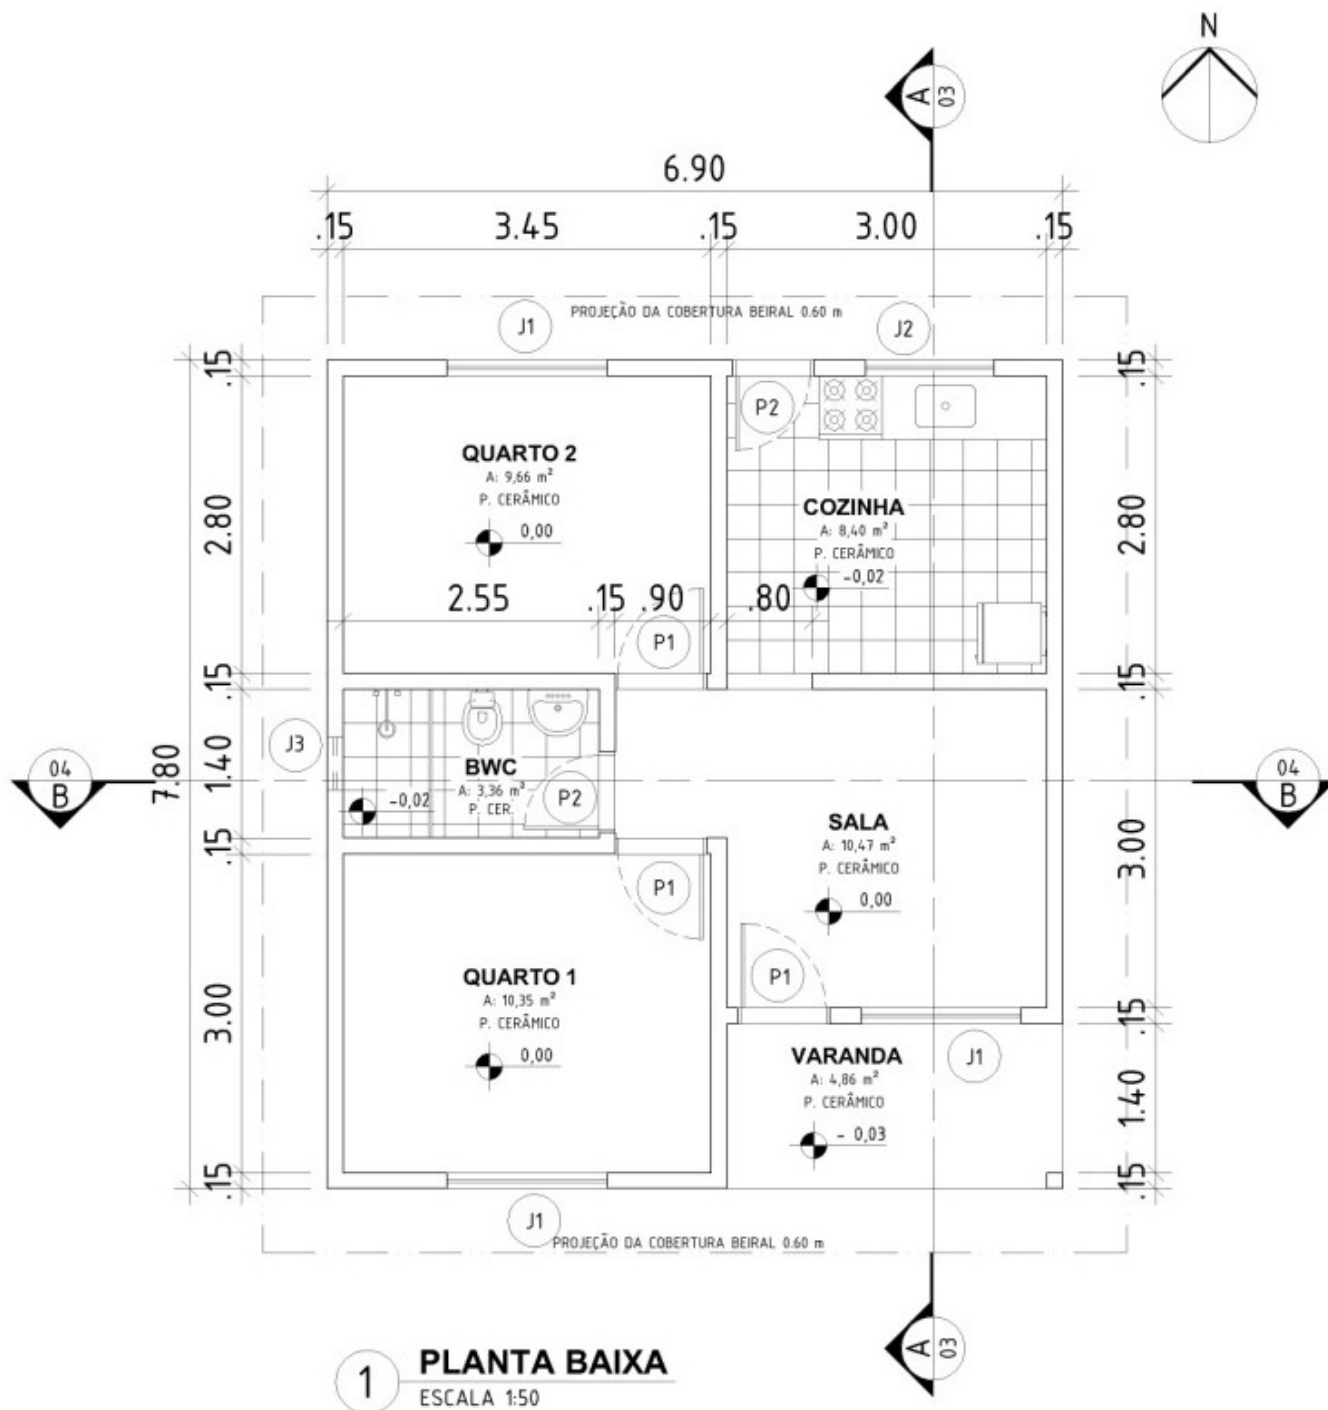 N
A
03
6.90
.15
3.45
.15
3.00
.15
PROJEÇÃO DA COBERTURA BEIRAL 0.60 m
J1
J2
.15
.15
P2
QUARTO 2
A: 9,66 m²
P. CERÂMICO
0,00
COZINHA
A: 8,40 m²
P. CERÂMICO
-0,02
2.80
2.80
2.55
.15
.90
.80
P1
.15
.15
J3
04
B
7.80
1.40
BWC
A: 3,36 m²
P. CER.
-0,02
P2
04
B
SALA
A: 10,47 m²
P. CERÂMICO
0,00
3.00
.15
P1
P1
QUARTO 1
A: 10,35 m²
P. CERÂMICO
0,00
3.00
.15
VARANDA
A: 4,86 m²
P. CERÂMICO
- 0,03
J1
1.40
.15
.15
J1
PROJEÇÃO DA COBERTURA BEIRAL 0.60 m
A
03
1
PLANTA BAIXA
ESCALA 1:50